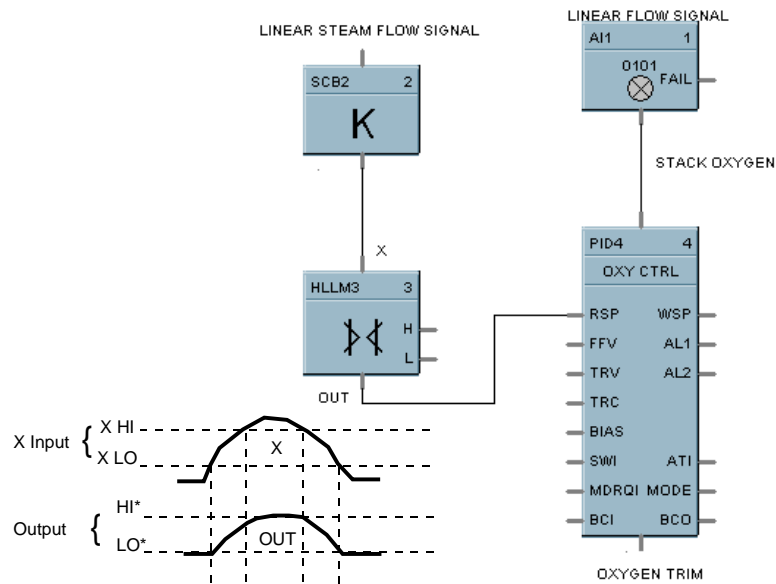 LINEAR STEAM FLOW SIGNAL
SCB2 2
K
X
HLLM3 3
H
L
OUT
LINEAR FLOW SIGNAL
AI1 1
0101
FAIL
STACK OXYGEN
PID4 4
OXY CTRL
RSP WSP
FFV AL1
TRV AL2
TRC
BIAS
SWI ATI
MDRQI MODE
BCI BCO
OXYGEN TRIM
X Input { X HI
X LO
X
Output { HI*
LO*
OUT